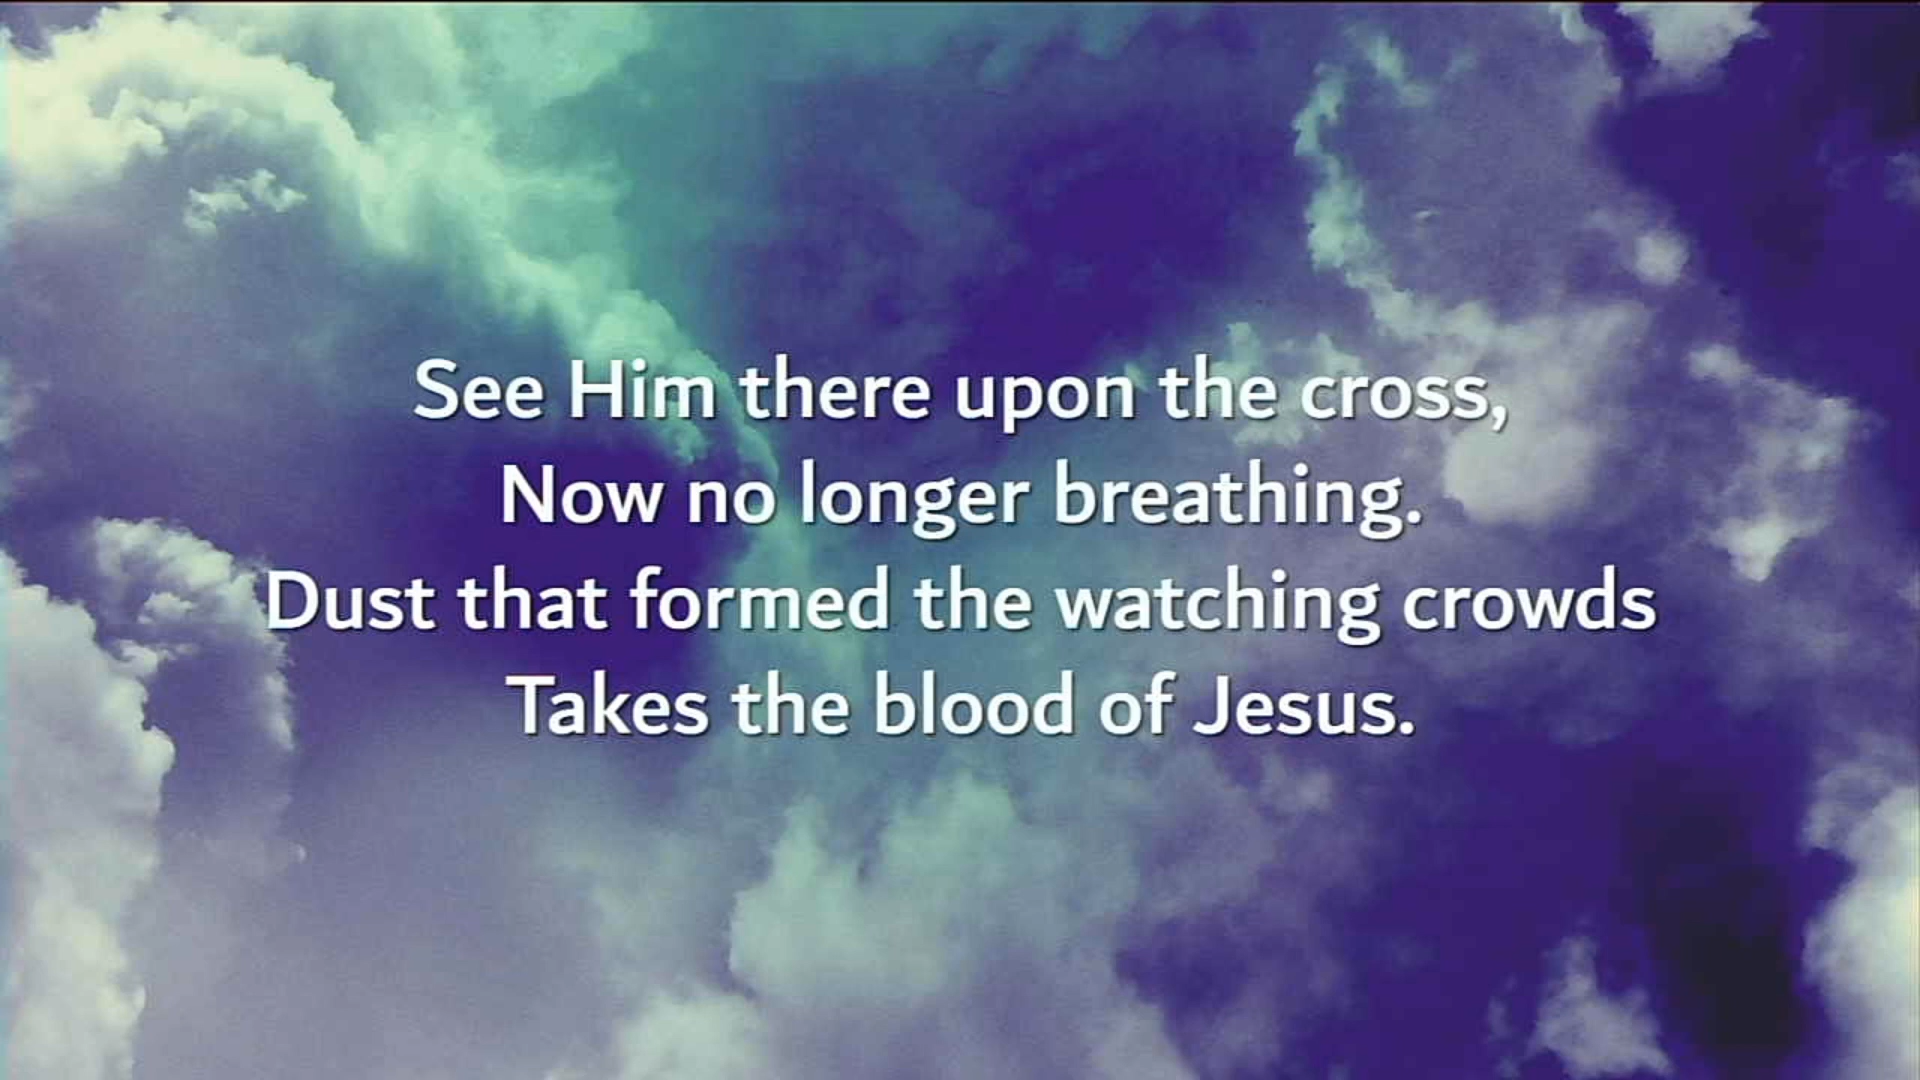 See Him there upon the cross,
Now no longer breathing.
Dust that formed the watching crowds
Takes the blood of Jesus.